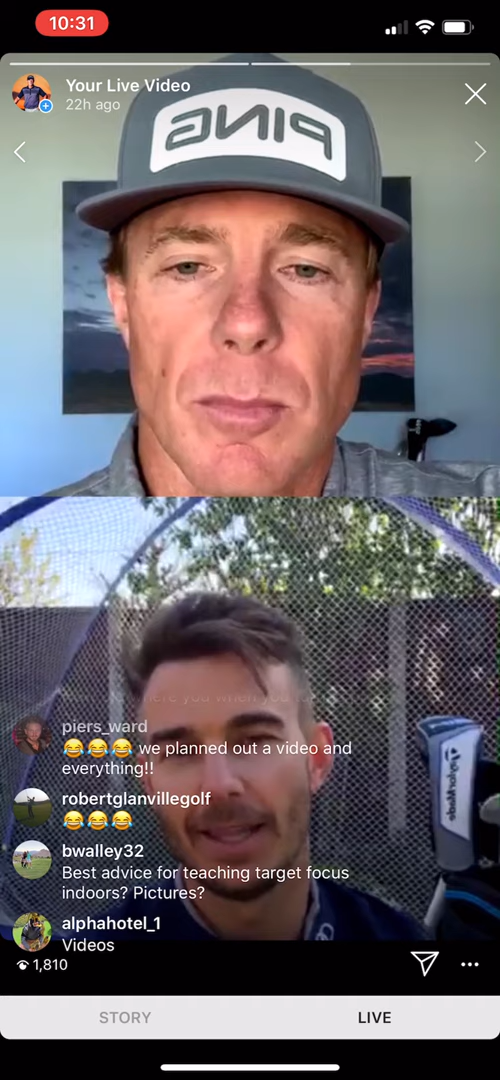 10:31
Your Live Video
22h ago
PING
piers_ward
😂😂😂 we planned out a video and
everything!!
robertglanvillegolf
😂😂😂
bwalley32
Best advice for teaching target focus
indoors? Pictures?
alphahotel_1
Videos
TaylorMade
1,810
STORY
LIVE